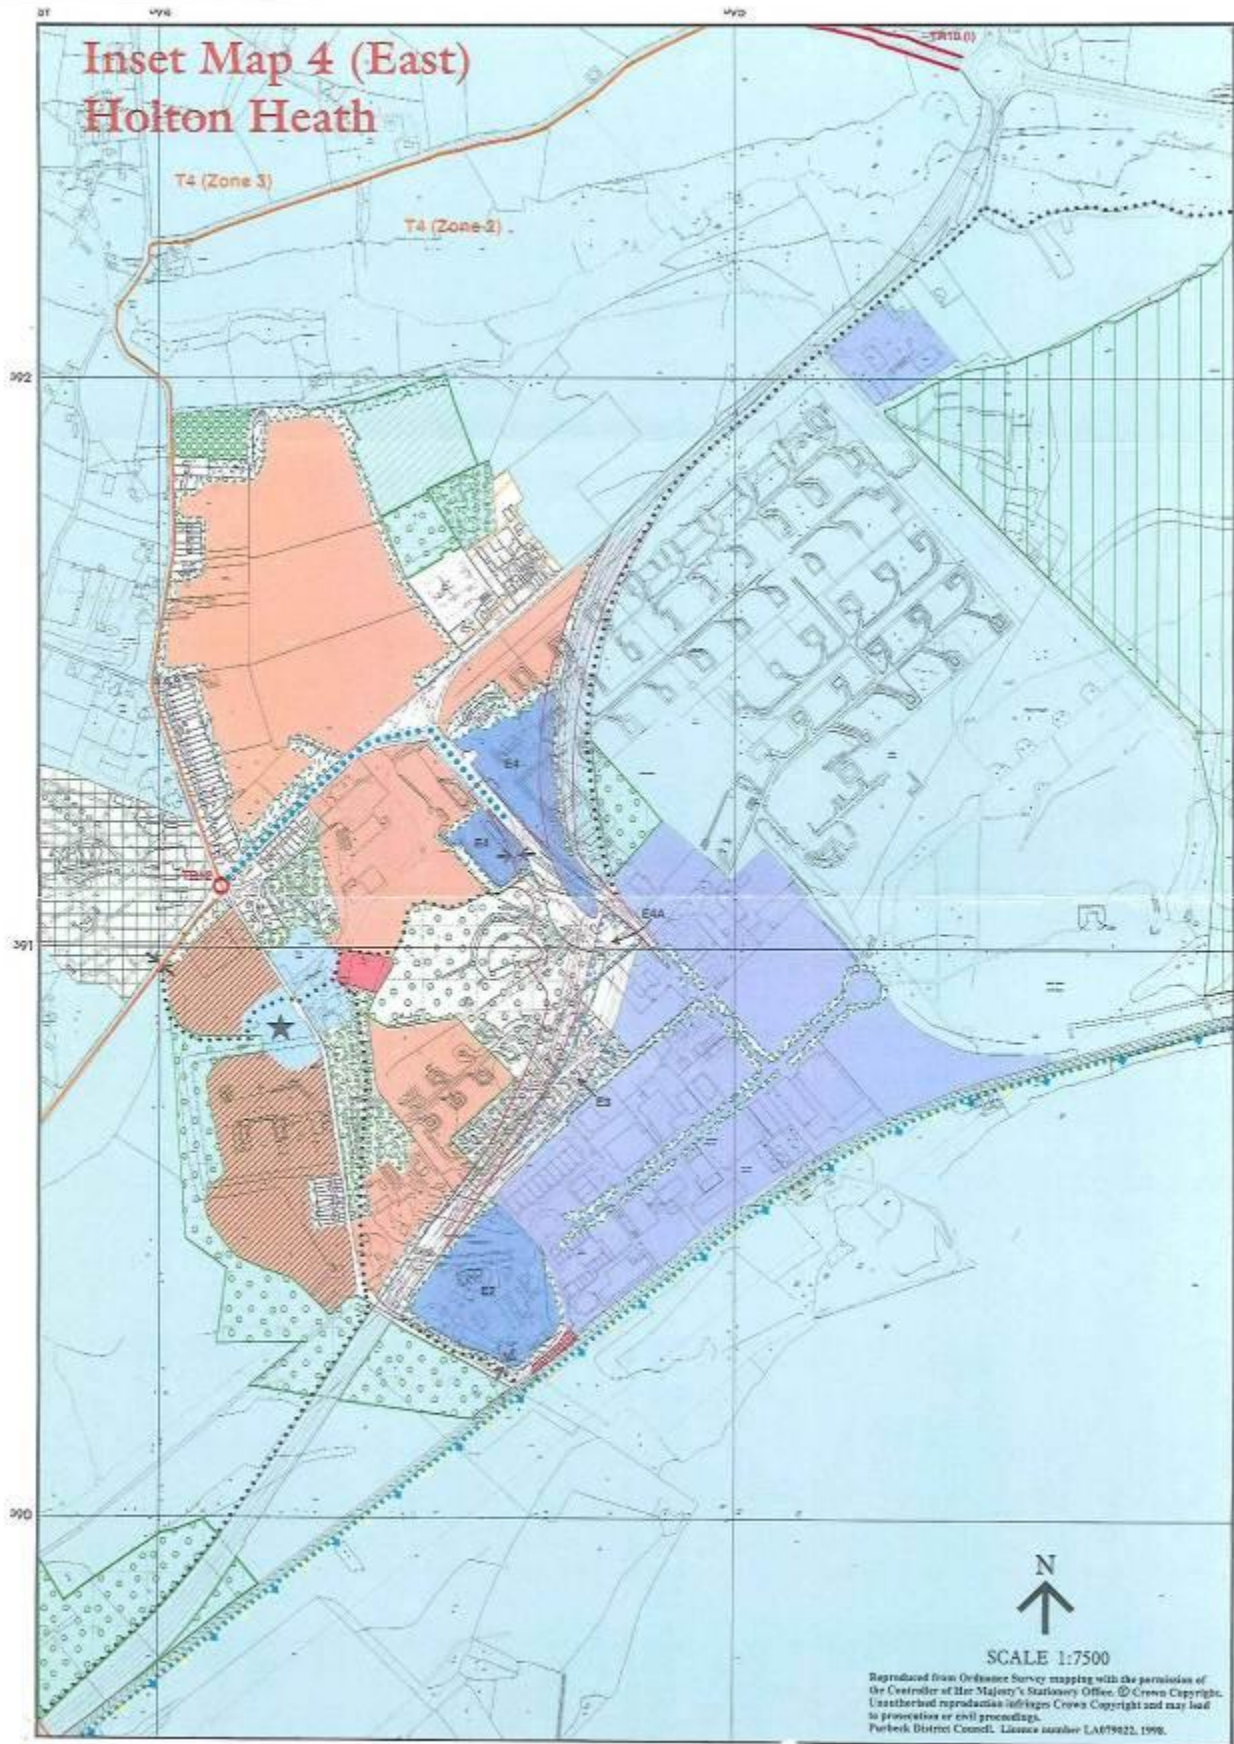 Inset Map 4 (East)
Holton Heath
TR10 (i)
T4 (Zone 3)
T4 (Zone 2)
392
E4
E4A
391
E3
E2
390
N
SCALE 1:7500
Reproduced from Ordnance Survey mapping with the permission of
the Controller of Her Majesty's Stationery Office. © Crown Copyright.
Unauthorised reproduction infringes Crown Copyright and may lead
to prosecution or civil proceedings.
Purbeck District Council. Licence number LA079022, 1998.